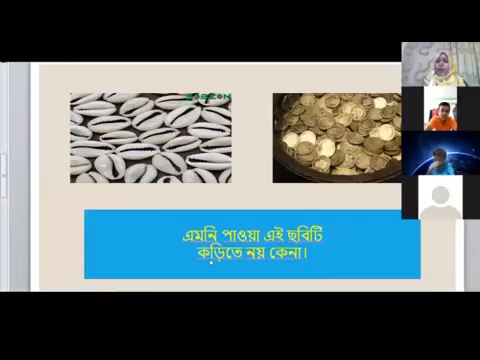 এমনি পাওয়া এই ছবিটি
কড়িতে নয় কেনা।